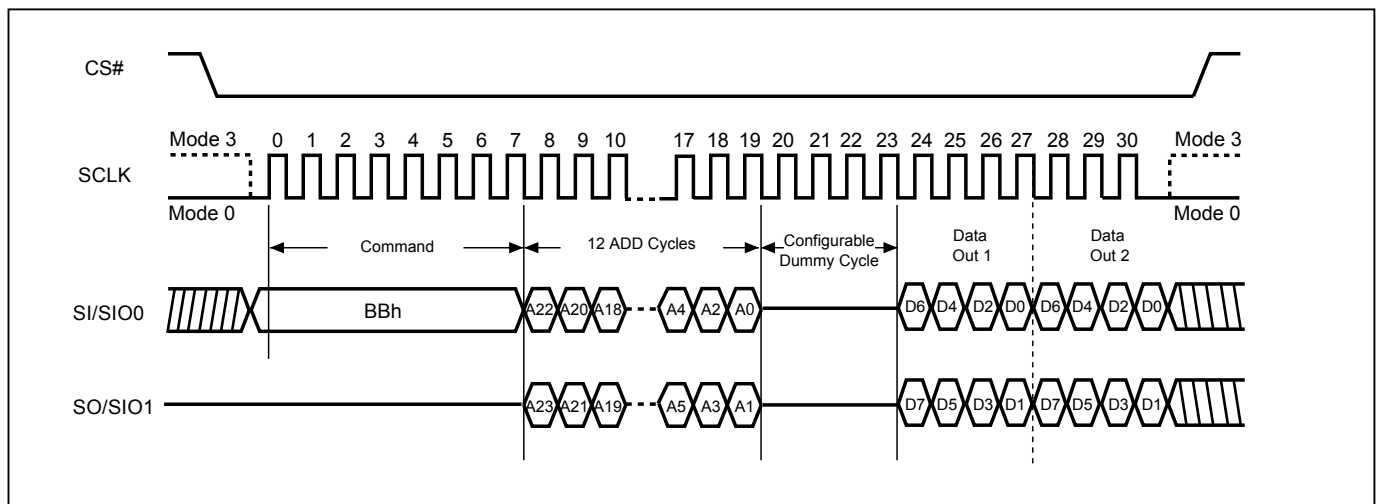 CS#
Mode 3 0 1 2 3 4 5 6 7 8 9 10 17 18 19 20 21 22 23 24 25 26 27 28 29 30 Mode 3
SCLK
Mode 0 Mode 0
Command 12 ADD Cycles Configurable Dummy Cycle Data Out 1 Data Out 2
SI/SIO0 BBh A22 A20 A18 A4 A2 A0 D6 D4 D2 D0 D6 D4 D2 D0
SO/SIO1 A23 A21 A19 A5 A3 A1 D7 D5 D3 D1 D7 D5 D3 D1